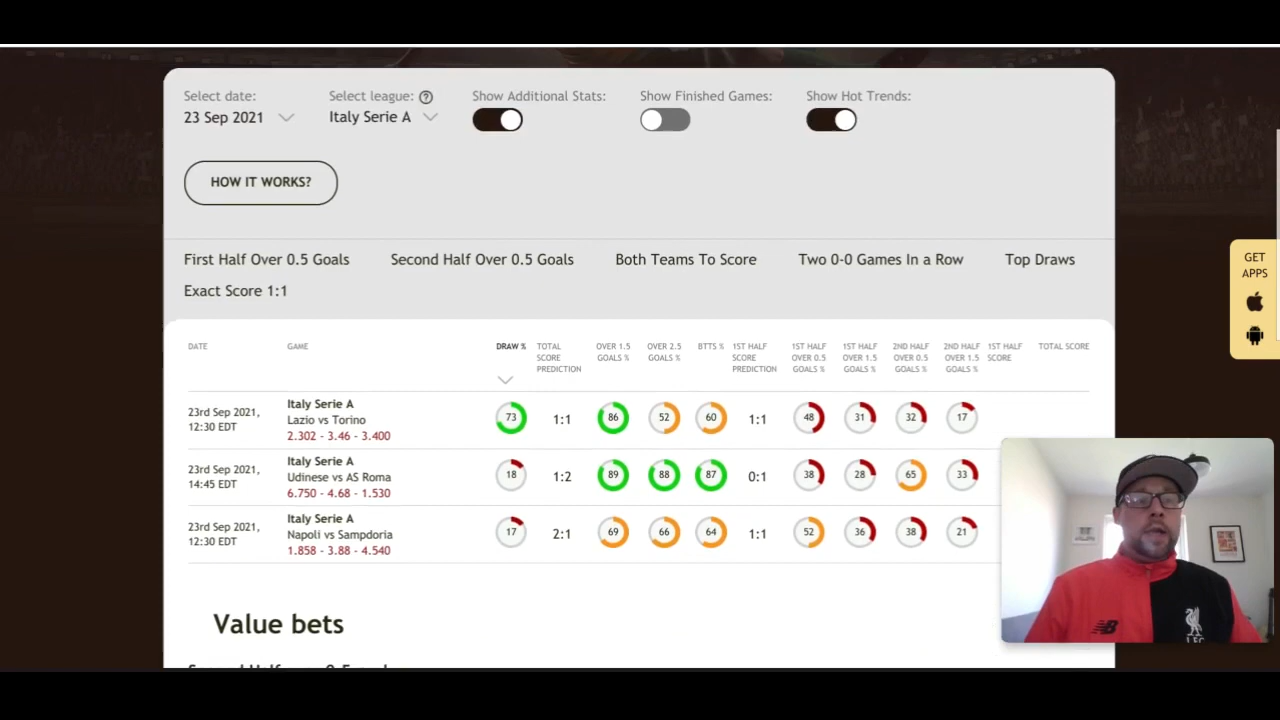 Select date:
Select league: ?
Show Additional Stats:
Show Finished Games:
Show Hot Trends:
23 Sep 2021
Italy Serie A
HOW IT WORKS?
First Half Over 0.5 Goals
Second Half Over 0.5 Goals
Both Teams To Score
Two 0-0 Games In a Row
Top Draws
Exact Score 1:1
GET
APPS
DATE
GAME
DRAW %
TOTAL
SCORE
PREDICTION
OVER 1.5
GOALS %
OVER 2.5
GOALS %
BTTS %
1ST HALF
SCORE
PREDICTION
1ST HALF
OVER 0.5
GOALS %
1ST HALF
OVER 1.5
GOALS %
2ND HALF
OVER 0.5
GOALS %
2ND HALF
OVER 1.5
GOALS %
1ST HALF
SCORE
TOTAL SCORE
23rd Sep 2021,
12:30 EDT
Italy Serie A
Lazio vs Torino
2.302 - 3.46 - 3.400
73 1:1 86 52 60 1:1 48 31 32 17
23rd Sep 2021,
14:45 EDT
Italy Serie A
Udinese vs AS Roma
6.750 - 4.68 - 1.530
18 1:2 89 88 87 0:1 38 28 65 33
23rd Sep 2021,
12:30 EDT
Italy Serie A
Napoli vs Sampdoria
1.858 - 3.88 - 4.540
17 2:1 69 66 64 1:1 52 36 38 21
Value bets
NB
L.F.C.